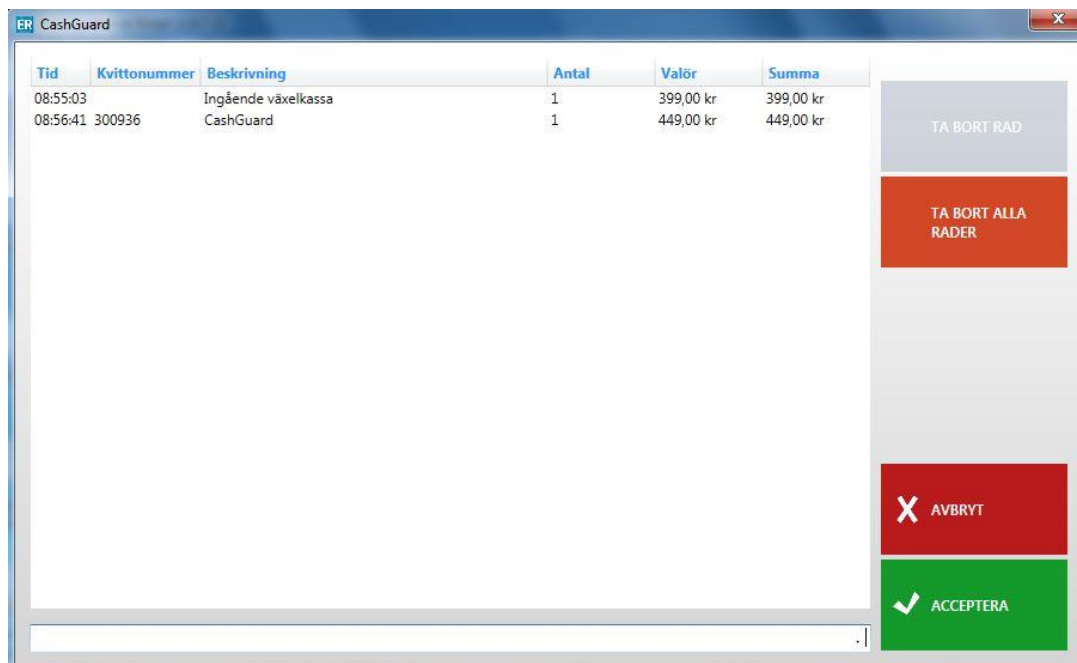 ER CashGuard
X
Tid Kvittonummer Beskrivning Antal Valör Summa
08:55:03 Ingående växelkassa 1 399,00 kr 399,00 kr
08:56:41 300936 CashGuard 1 449,00 kr 449,00 kr
TA BORT RAD
TA BORT ALLA
RADER
AVBRYT
ACCEPTERA
.